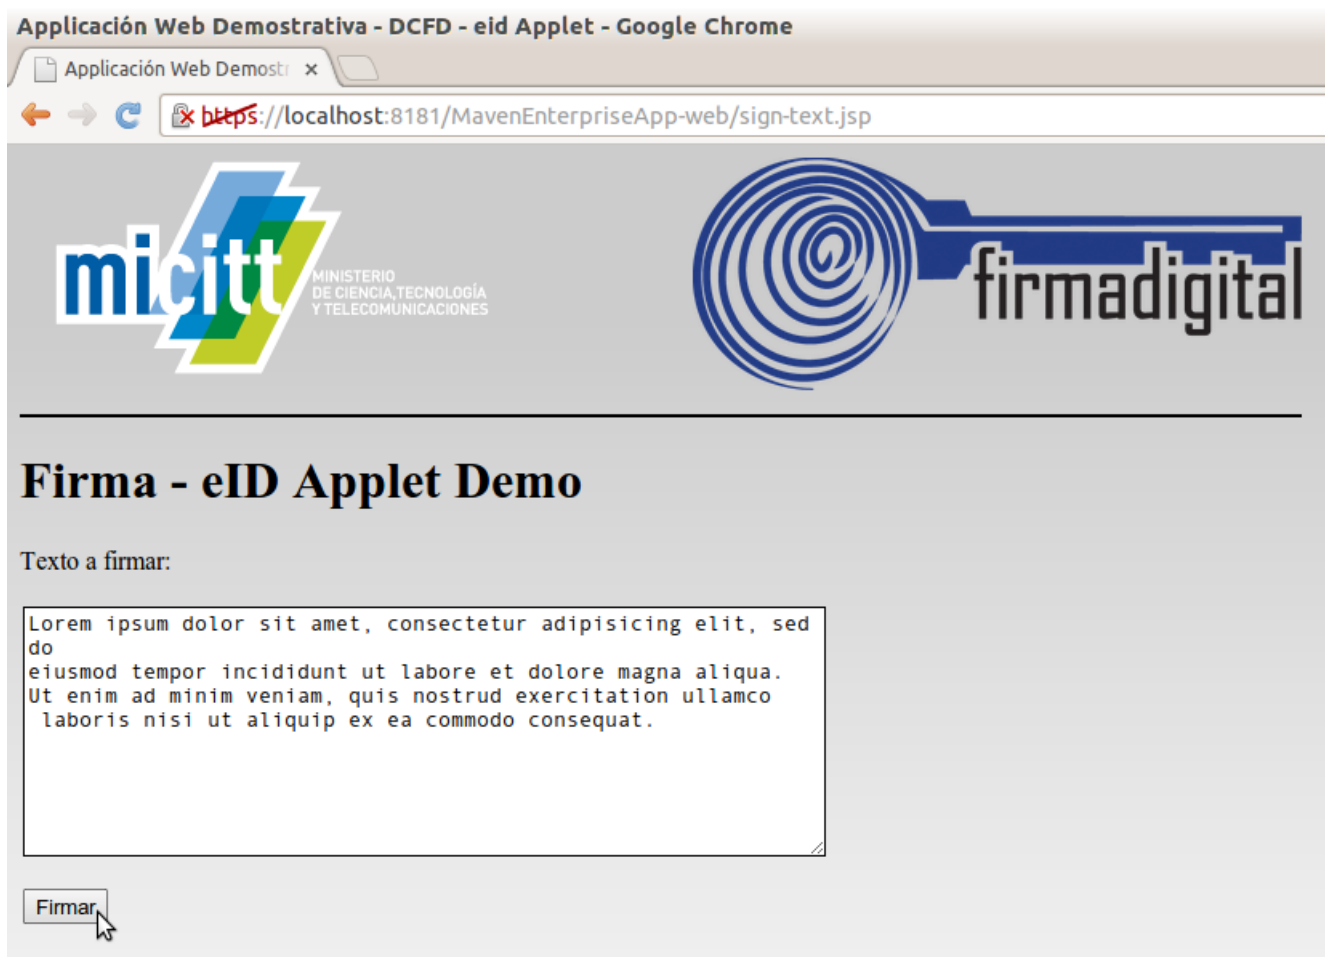 Applicación Web Demostrativa - DCFD - eid Applet - Google Chrome
Applicación Web Demostr
https://localhost:8181/MavenEnterpriseApp-web/sign-text.jsp
micitt
MINISTERIO
DE CIENCIA,TECNOLOGÍA
Y TELECOMUNICACIONES
firmadigital
Firma - eID Applet Demo
Texto a firmar:
Lorem ipsum dolor sit amet, consectetur adipisicing elit, sed
do
eiusmod tempor incididunt ut labore et dolore magna aliqua.
Ut enim ad minim veniam, quis nostrud exercitation ullamco
laboris nisi ut aliquip ex ea commodo consequat.
Firmar